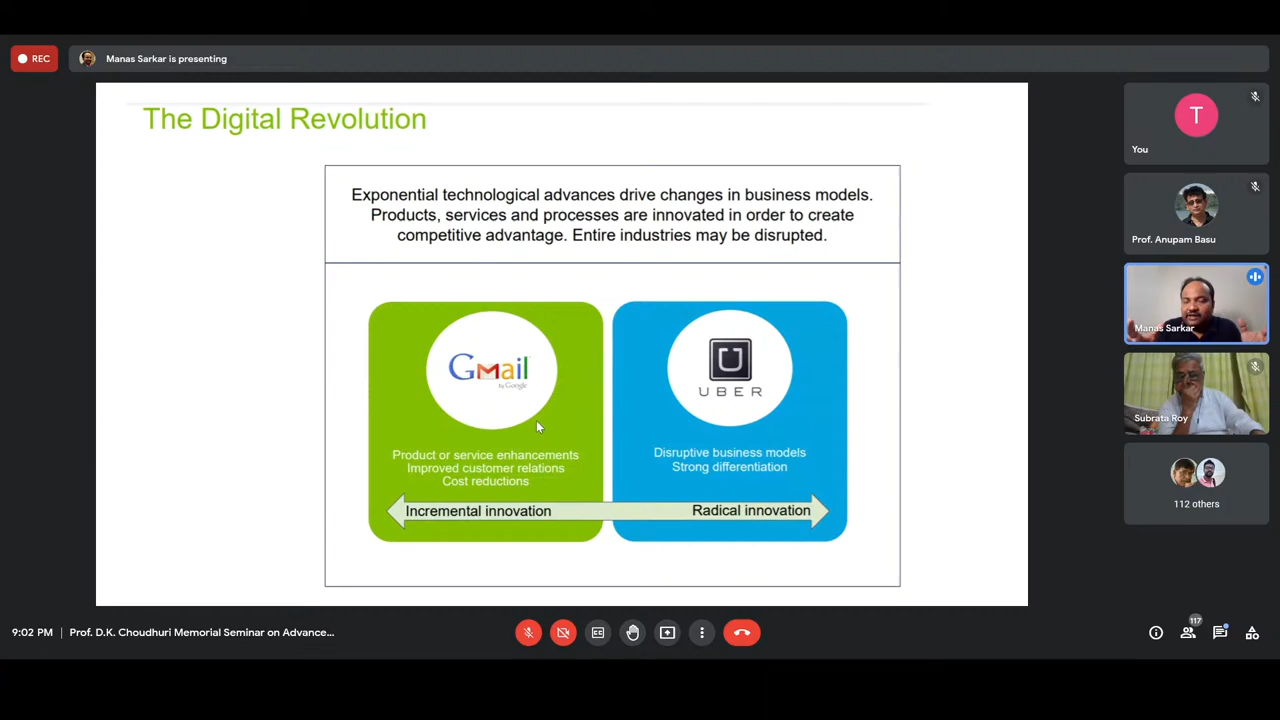 REC
Manas Sarkar is presenting
The Digital Revolution
Exponential technological advances drive changes in business models.
Products, services and processes are innovated in order to create
competitive advantage. Entire industries may be disrupted.
Gmail
by Google
Product or service enhancements
Improved customer relations
Cost reductions
Incremental innovation
UBER
Disruptive business models
Strong differentiation
Radical innovation
T
You
Prof. Anupam Basu
Manas Sarkar
Subrata Roy
112 others
9:02 PM | Prof. D.K. Choudhuri Memorial Seminar on Advance...
CC
117